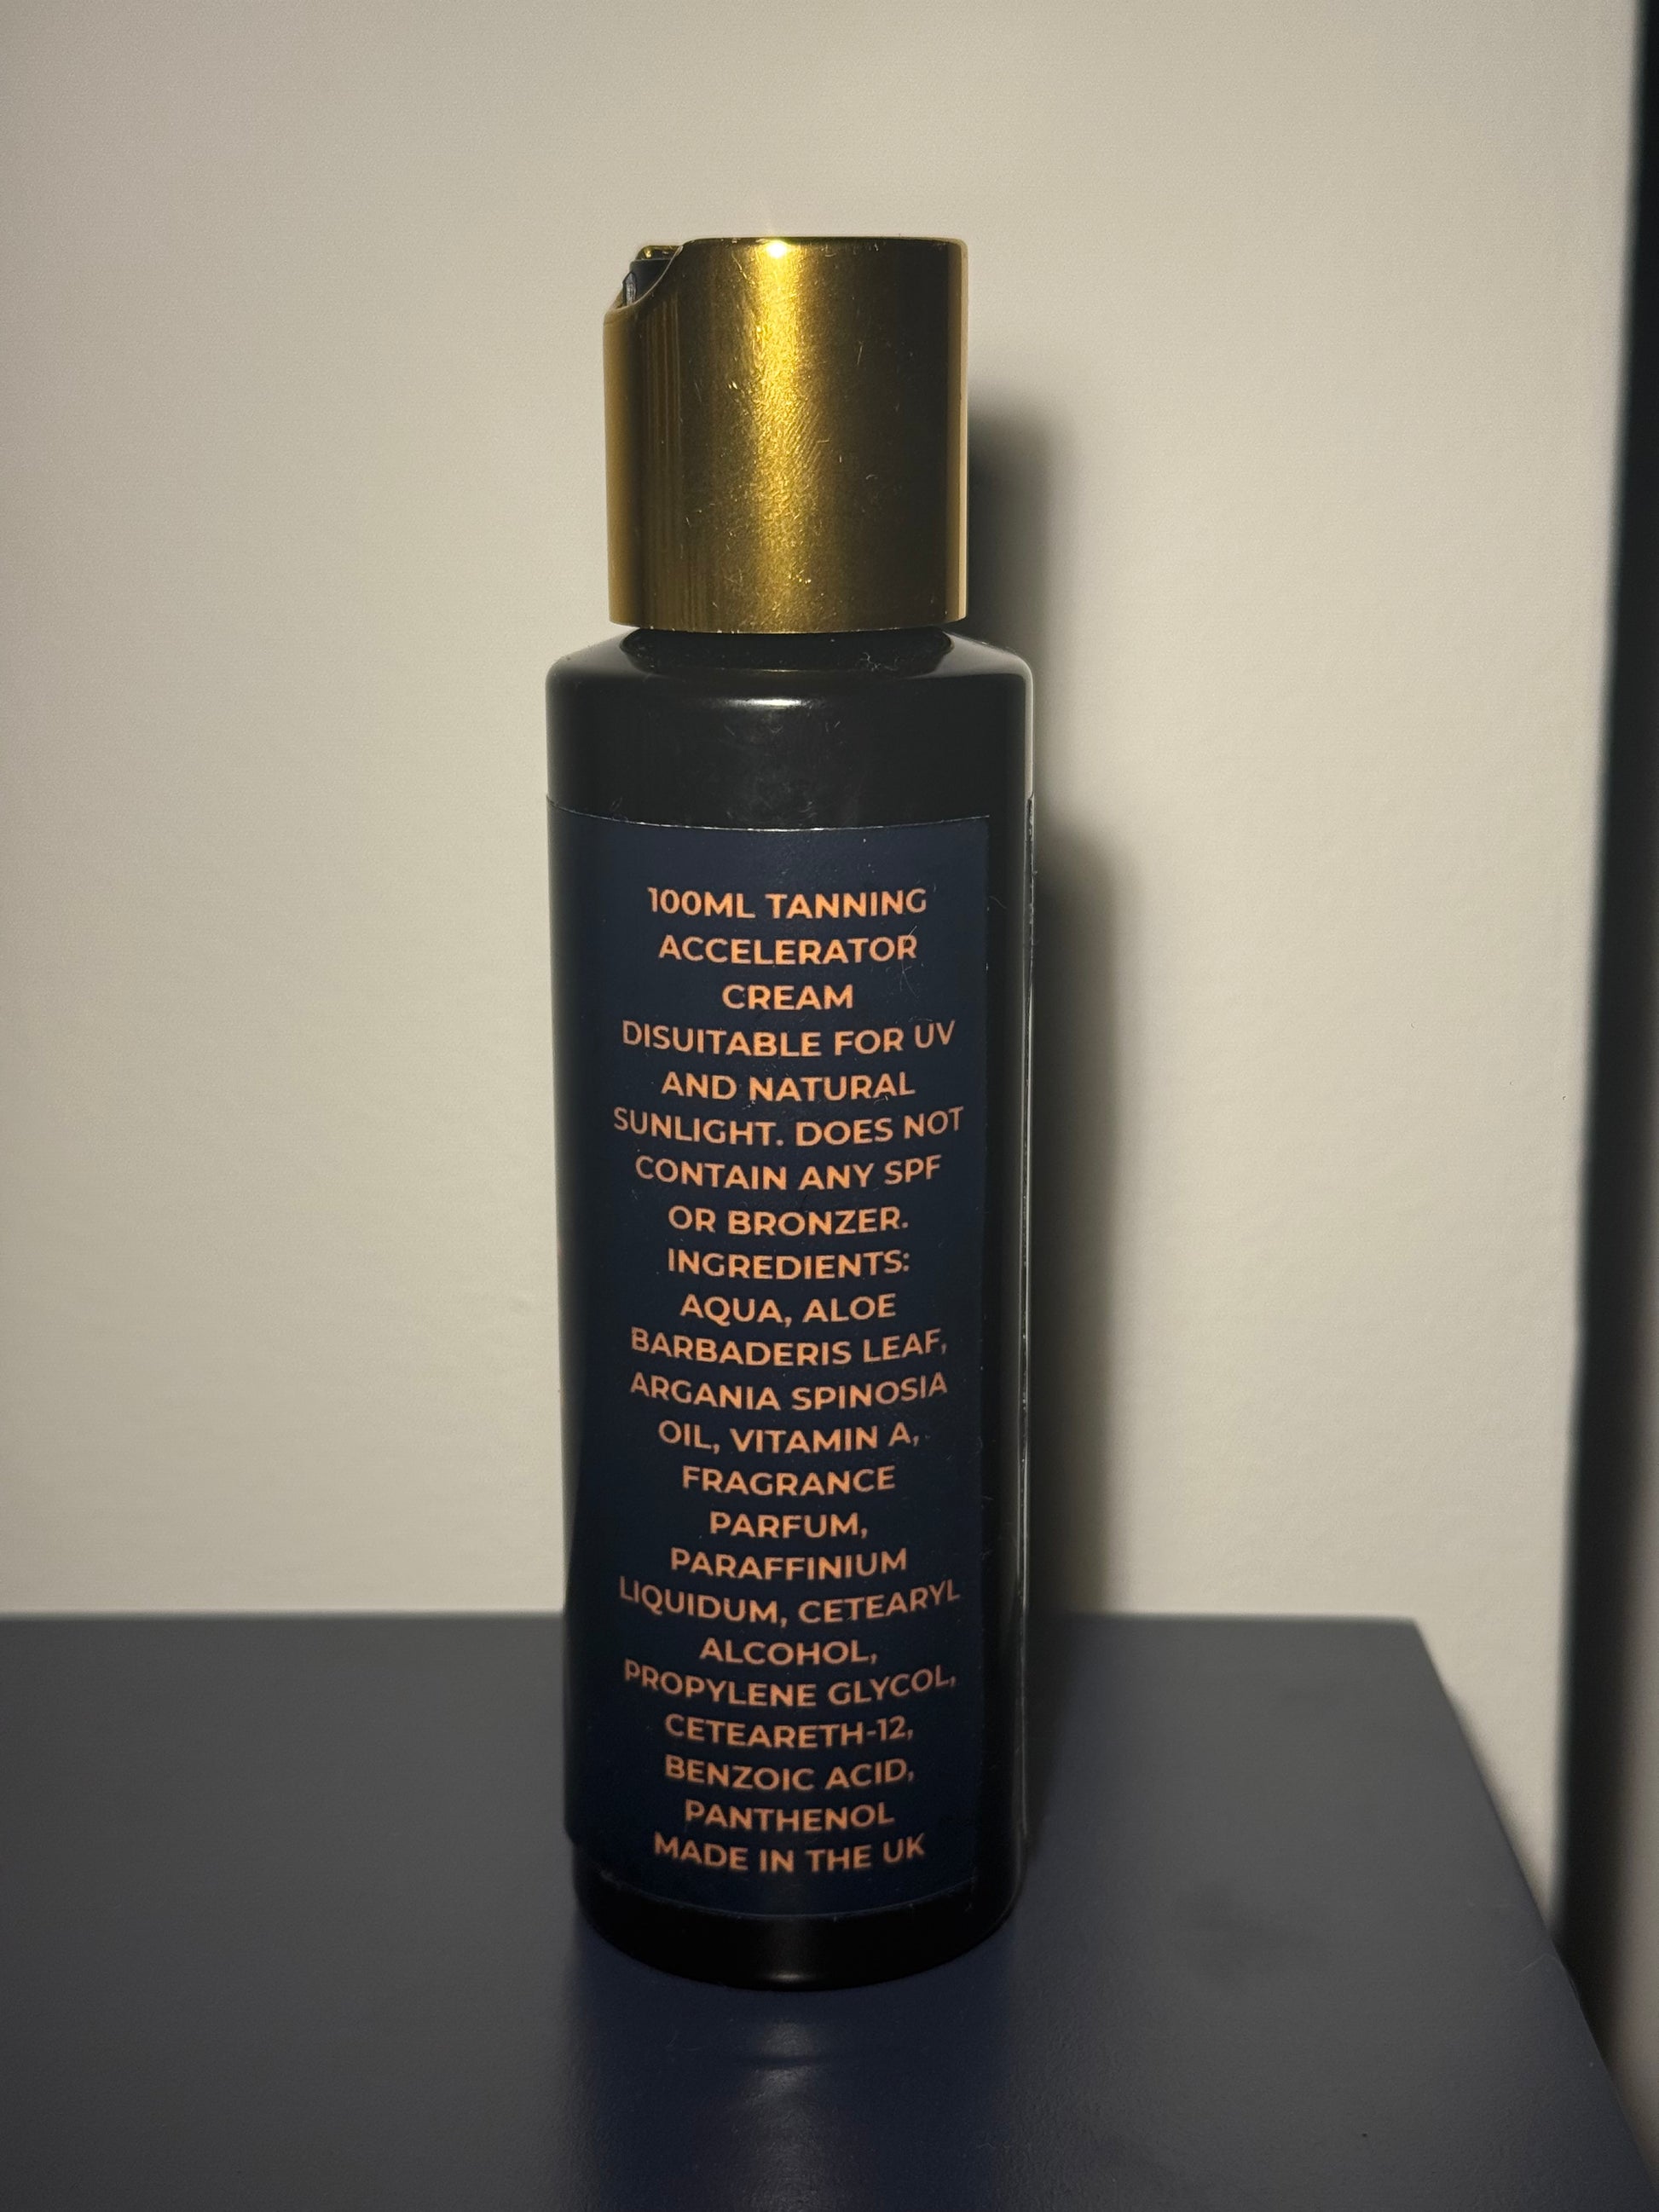 100ML TANNING
ACCELERATOR
CREAM
DISUITABLE FOR UV
AND NATURAL
SUNLIGHT. DOES NOT
CONTAIN ANY SPF
OR BRONZER.
INGREDIENTS:
AQUA, ALOE
BARBADERIS LEAF,
ARGANIA SPINOSIA
OIL, VITAMIN A,
FRAGRANCE
PARFUM,
PARAFFINIUM
LIQUIDUM, CETEARYL
ALCOHOL,
PROPYLENE GLYCOL,
CETEARETH-12,
BENZOIC ACID,
PANTHENOL
MADE IN THE UK